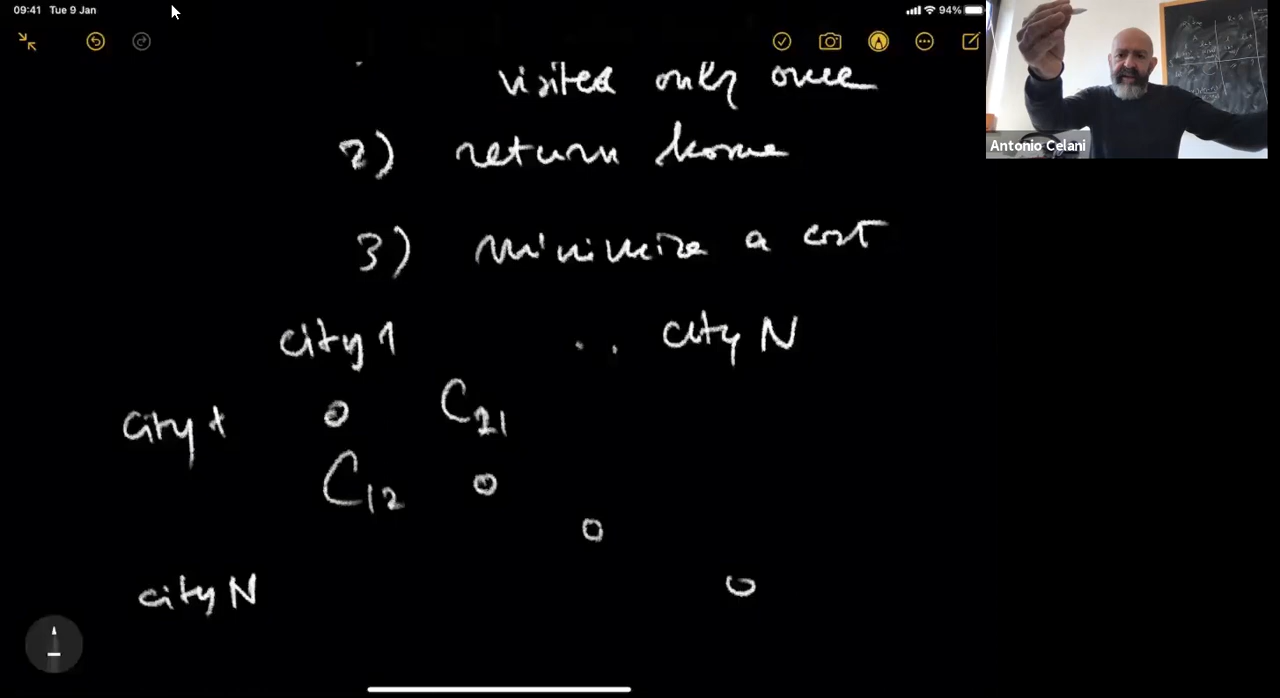 09:41 Tue 9 Jan
94%
visited only once
2) return home
3) minimize a cost
city 1 .. city N
city 1 0 C21
C12 0
0
city N 0
Antonio Celani